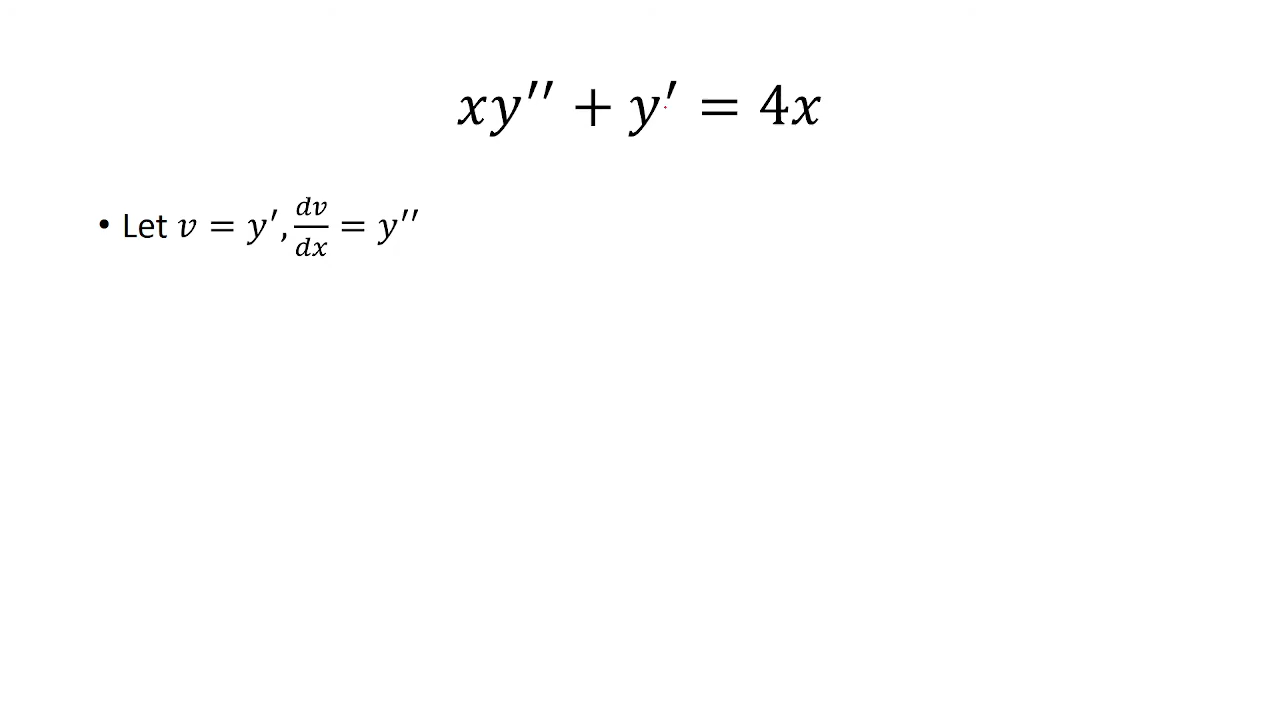 xy′′ + y′ = 4x
• Let v = y′, dv/dx = y′′